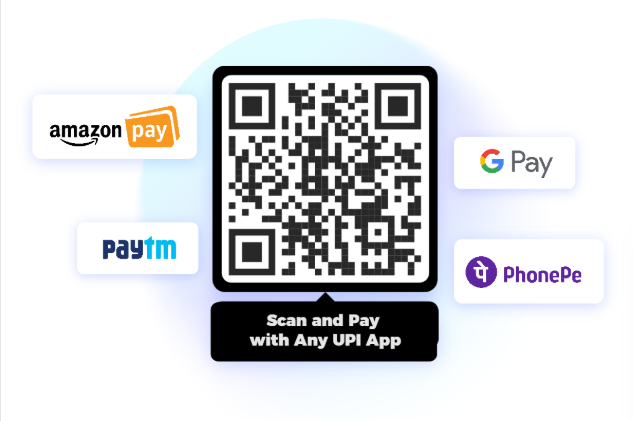 amazon pay
G Pay
paytm
पे PhonePe
Scan and Pay
with Any UPI App